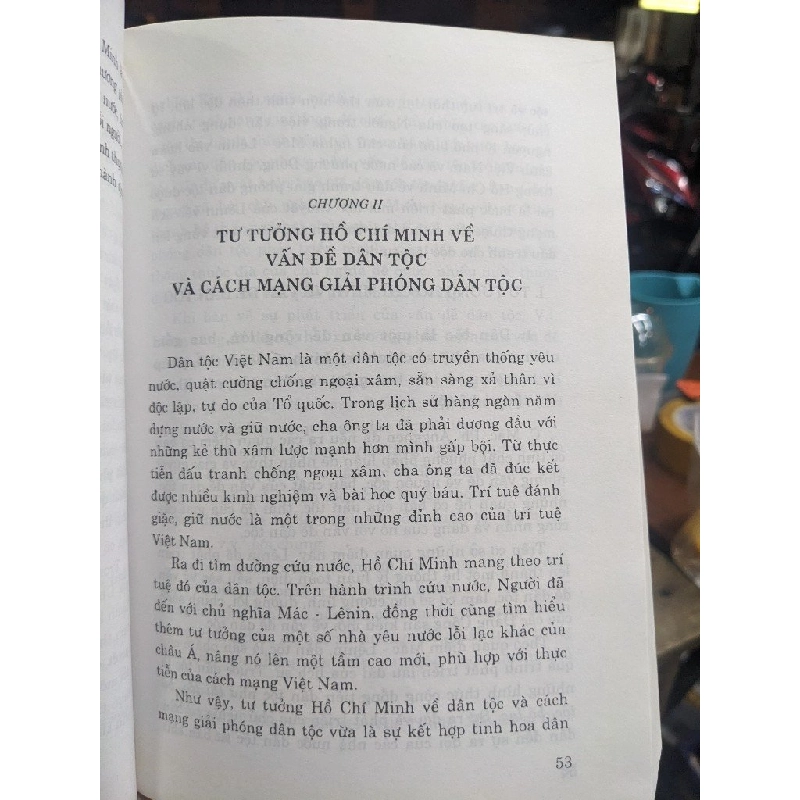 CHƯƠNG II
TƯ TƯỞNG HỒ CHÍ MINH VỀ
VẤN ĐỀ DÂN TỘC
VÀ CÁCH MẠNG GIẢI PHÓNG DÂN TỘC
Dân tộc Việt Nam là một dân tộc có truyền thống yêu
nước, quật cường chống ngoại xâm, sẵn sàng xả thân vì
độc lập, tự do của Tổ quốc. Trong lịch sử hàng ngàn năm
dựng nước và giữ nước, cha ông ta đã phải đương đầu với
những kẻ thù xâm lược mạnh hơn mình gấp bội. Từ thực
tiễn đấu tranh chống ngoại xâm, cha ông ta đã đúc kết
được nhiều kinh nghiệm và bài học quý báu. Trí tuệ đánh
giặc, giữ nước là một trong những đỉnh cao của trí tuệ
Việt Nam.
Ra đi tìm đường cứu nước, Hồ Chí Minh mang theo trí
tuệ đó của dân tộc. Trên hành trình cứu nước, Người đã
đến với chủ nghĩa Mác - Lênin, đồng thời cũng tìm hiểu
thêm tư tưởng của một số nhà yêu nước lỗi lạc khác của
châu Á, nâng nó lên một tầm cao mới, phù hợp với thực
tiễn của cách mạng Việt Nam.
Như vậy, tư tưởng Hồ Chí Minh về dân tộc và cách
mạng giải phóng dân tộc vừa là sự kết hợp tinh hoa dân
53